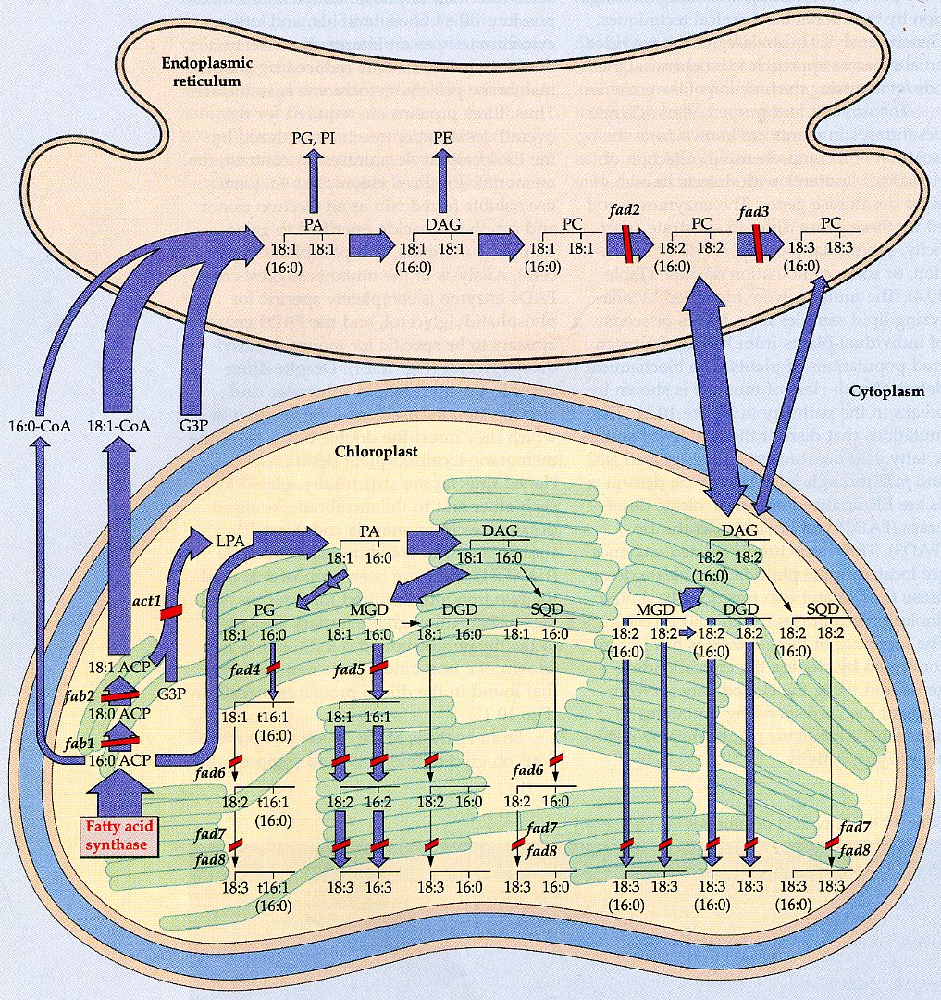 Endoplasmic
reticulum
PG, PI
PE
PA
18:1 18:1
(16:0)
DAG
18:1 18:1
(16:0)
PC
18:1 18:1
(16:0)
fad2
PC
18:2 18:2
(16:0)
fad3
PC
18:3 18:3
(16:0)
Cytoplasm
16:0-CoA 18:1-CoA G3P
Chloroplast
LPA
PA
18:1 16:0
DAG
18:1 16:0
DAG
18:2 18:2
(16:0)
act1
PG
18:1 16:0
MGD
18:1 16:0
DGD
18:1 16:0
SQD
18:1 16:0
MGD
18:2 18:2
(16:0)
DGD
18:2 18:2
(16:0)
SQD
18:2 18:2
(16:0)
18:1 ACP
fab2
G3P
18:0 ACP
fab1
16:0 ACP
Fatty acid
synthase
fad4
fad5
18:1 t16:1
(16:0)
18:1 16:1
fad6
fad6
18:2 t16:1
(16:0)
18:2 16:2
18:2 16:0
18:2 16:0
fad7
fad8
fad7
fad8
fad7
fad8
18:3 t16:1
(16:0)
18:3 16:3
18:3 16:0
18:3 16:0
18:3 18:3
(16:0)
18:3 18:3
(16:0)
18:3 18:3
(16:0)